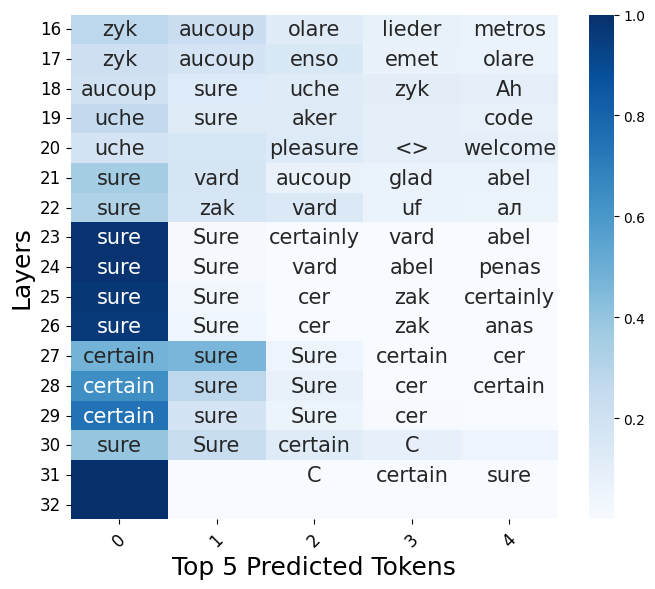 16 zyk aucoup olare lieder metros
17 zyk aucoup enso emet olare
18 aucoup sure uche zyk Ah
19 uche sure aker code
20 uche pleasure <> welcome
21 sure vard aucoup glad abel
22 sure zak vard uf ал
23 sure Sure certainly vard abel
24 sure Sure vard abel penas
25 sure Sure cer zak certainly
26 sure Sure cer zak anas
27 certain sure Sure certain cer
28 certain sure Sure cer certain
29 certain sure Sure cer
30 sure Sure certain C
31 C certain sure
32
0 1 2 3 4
Top 5 Predicted Tokens
Layers
1.0
0.8
0.6
0.4
0.2